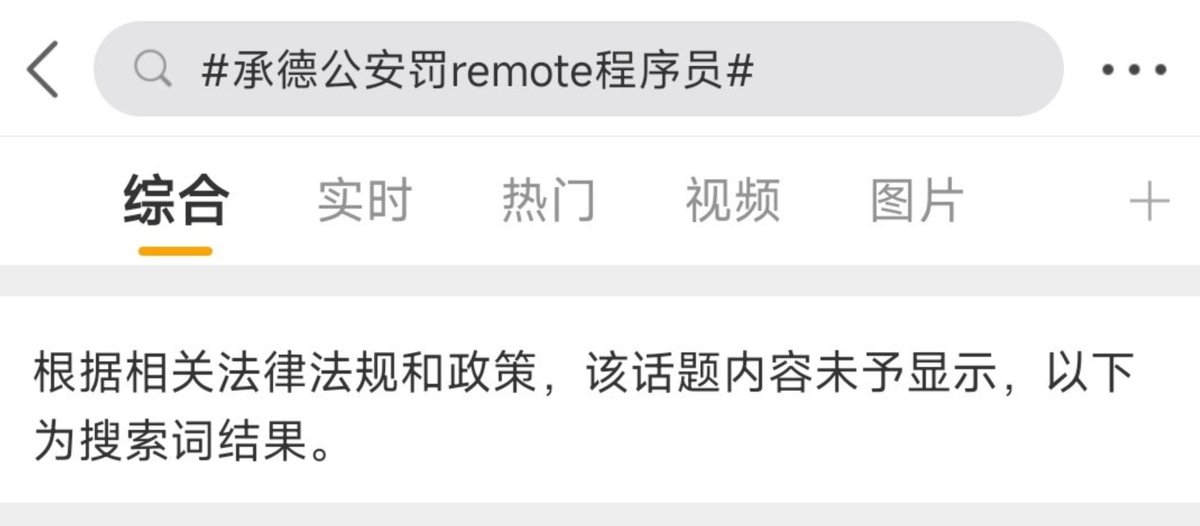 #承德公安罚remote程序员#
综合 实时 热门 视频 图片
根据相关法律法规和政策，该话题内容未予显示，以下
为搜索词结果。